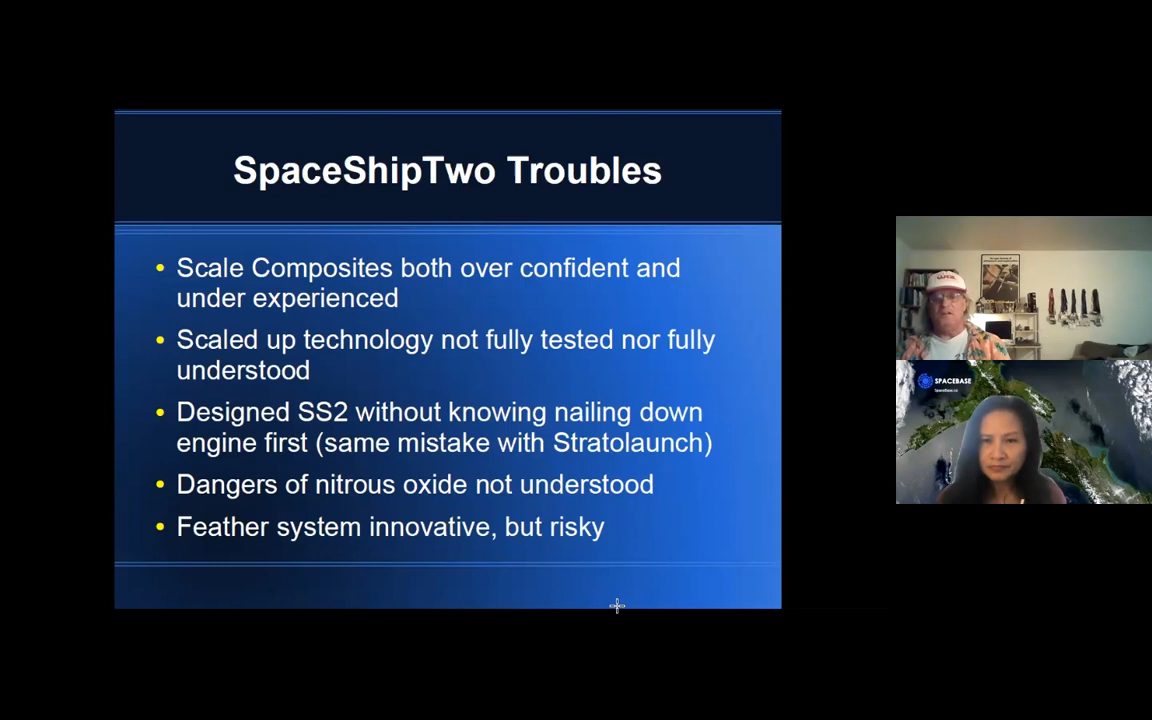 SpaceShipTwo Troubles
• Scale Composites both over confident and
under experienced
• Scaled up technology not fully tested nor fully
understood
• Designed SS2 without knowing nailing down
engine first (same mistake with Stratolaunch)
• Dangers of nitrous oxide not understood
• Feather system innovative, but risky
SPACEBASE